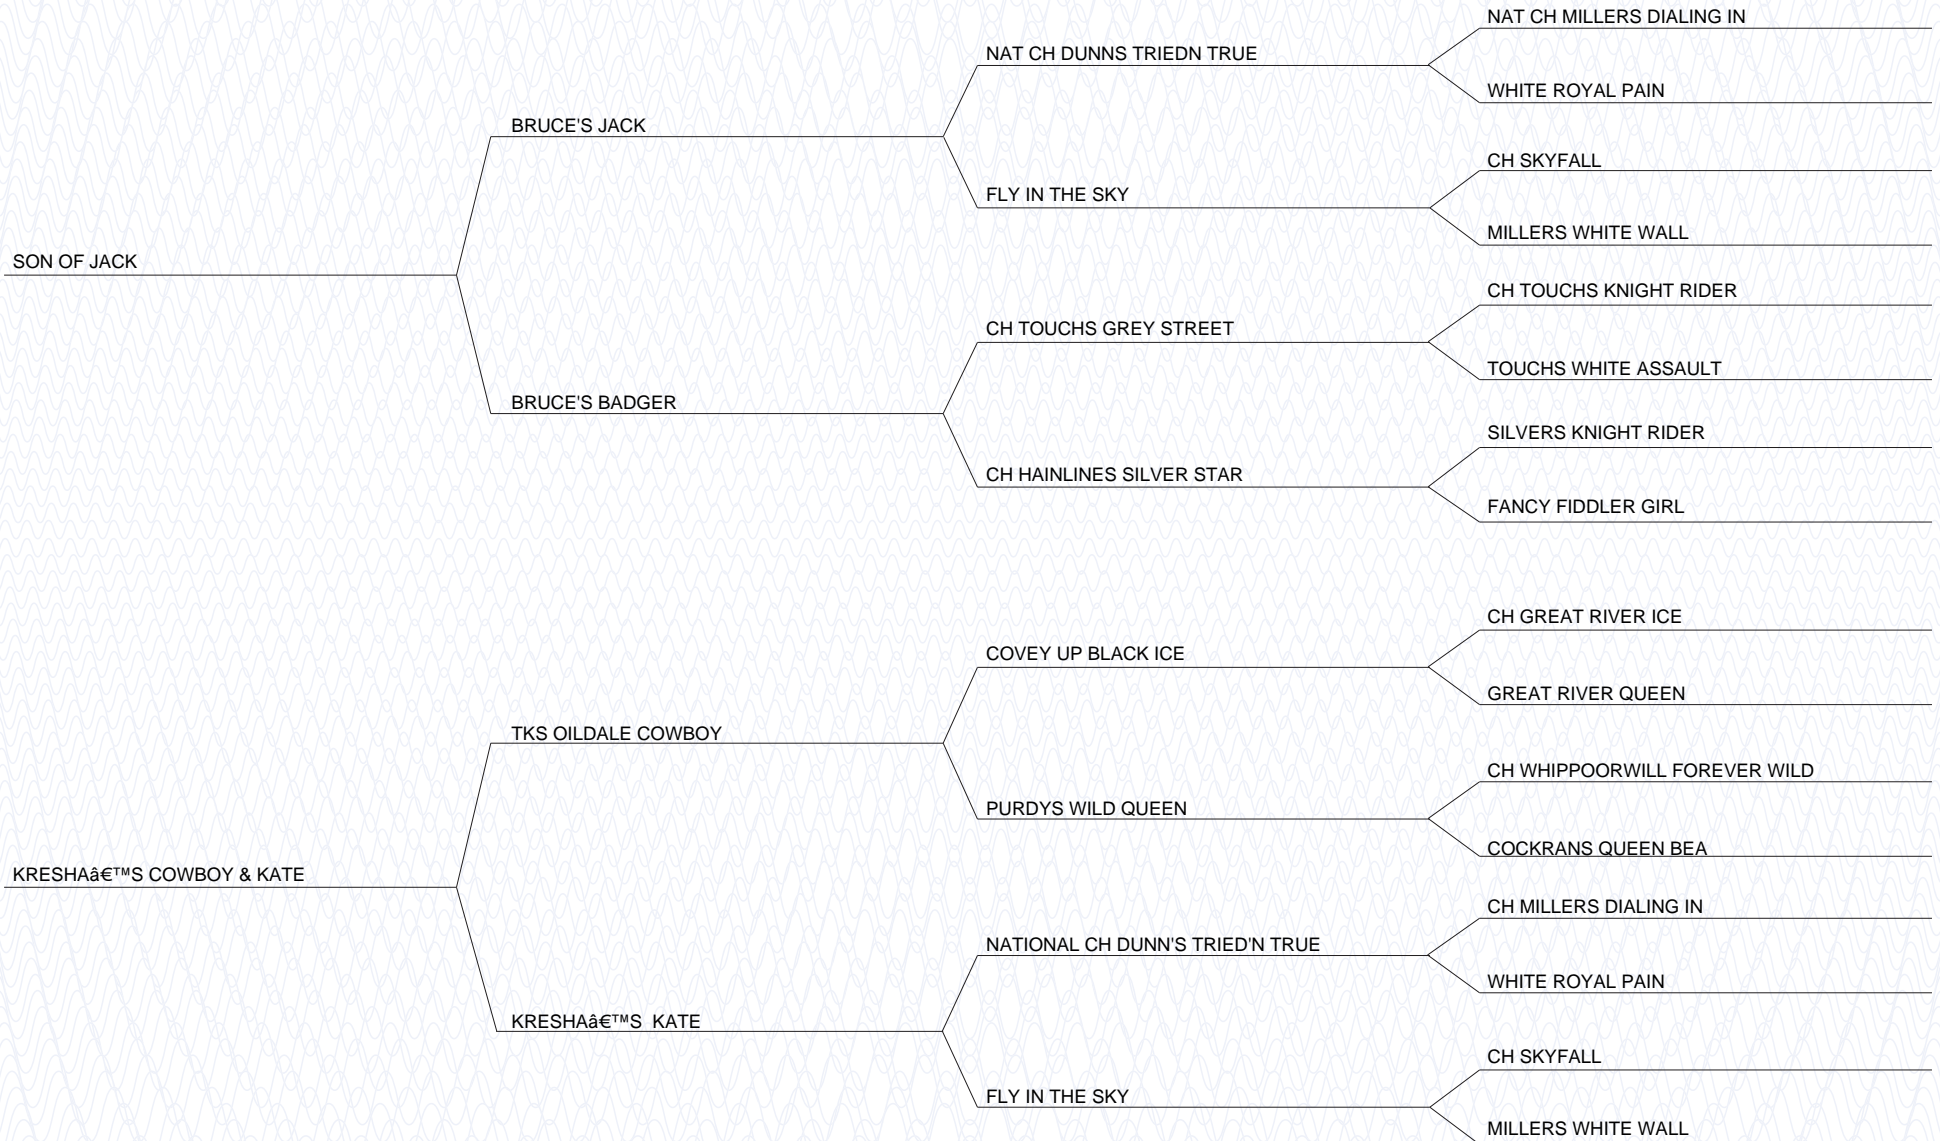 NAT CH MILLERS DIALING IN
NAT CH DUNNS TRIEDN TRUE
WHITE ROYAL PAIN
BRUCE'S JACK
CH SKYFALL
FLY IN THE SKY
MILLERS WHITE WALL
SON OF JACK
CH TOUCHS KNIGHT RIDER
CH TOUCHS GREY STREET
TOUCHS WHITE ASSAULT
BRUCE'S BADGER
SILVERS KNIGHT RIDER
CH HAINLINES SILVER STAR
FANCY FIDDLER GIRL
CH GREAT RIVER ICE
COVEY UP BLACK ICE
GREAT RIVER QUEEN
TKS OILDALE COWBOY
CH WHIPPOORWILL FOREVER WILD
PURDYS WILD QUEEN
COCKRANS QUEEN BEA
KRESHA’S COWBOY & KATE
CH MILLERS DIALING IN
NATIONAL CH DUNN'S TRIED'N TRUE
WHITE ROYAL PAIN
KRESHA’S  KATE
CH SKYFALL
FLY IN THE SKY
MILLERS WHITE WALL